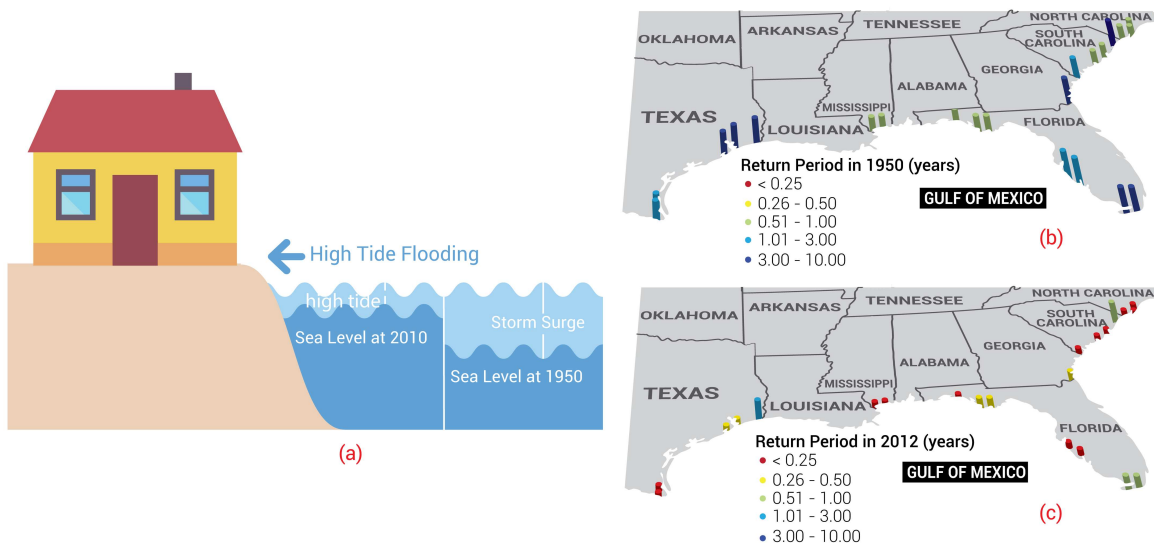 High Tide Flooding
high tide
Storm Surge
Sea Level at 2010
Sea Level at 1950
(a)
NORTH CAROLINA
TENNESSEE
ARKANSAS
OKLAHOMA
SOUTH
CAROLINA
GEORGIA
ALABAMA
MISSISSIPPI
TEXAS
LOUISIANA
FLORIDA
Return Period in 1950 (years)
< 0.25
0.26 - 0.50
0.51 - 1.00
1.01 - 3.00
3.00 - 10.00
GULF OF MEXICO
(b)
NORTH CAROLINA
TENNESSEE
ARKANSAS
OKLAHOMA
SOUTH
CAROLINA
GEORGIA
ALABAMA
MISSISSIPPI
TEXAS
LOUISIANA
FLORIDA
Return Period in 2012 (years)
< 0.25
0.26 - 0.50
0.51 - 1.00
1.01 - 3.00
3.00 - 10.00
GULF OF MEXICO
(c)